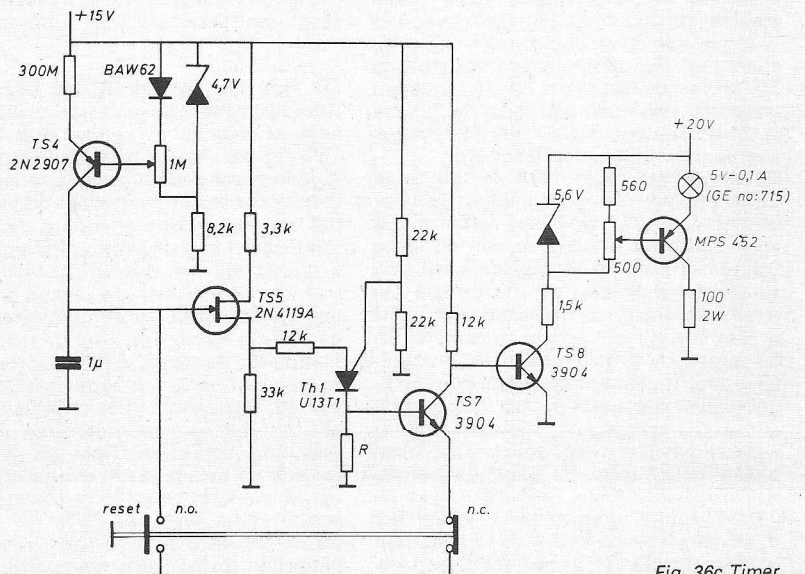 +15V
300M
BAW62
4,7V
TS4
2N2907
1M
8,2k
3,3k
22k
+20V
5V-0,1A
(GE no:715)
5,6V
560
MPS 452
500
TS5
2N4119A
1µ
12k
33k
Th1
U13T1
22k
12k
1,5k
TS8
3904
100
2W
TS7
3904
R
reset
n.o.
n.c.
Fig. 36c Timer